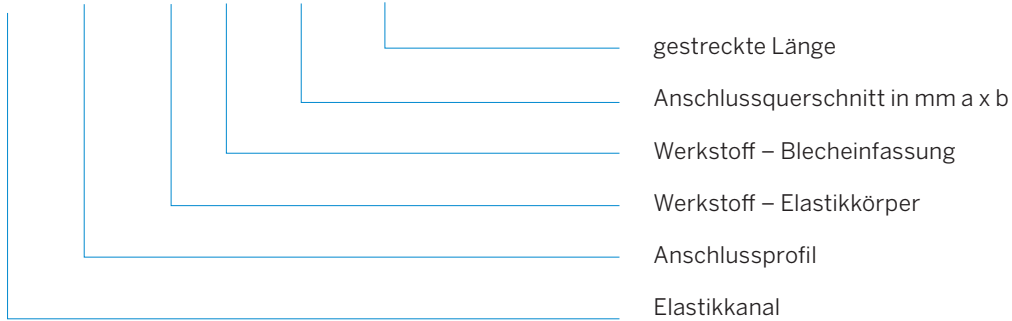 gestreckte Länge
Anschlussquerschnitt in mm a x b
Werkstoff – Blecheinfassung
Werkstoff – Elastikkörper
Anschlussprofil
Elastikkanal